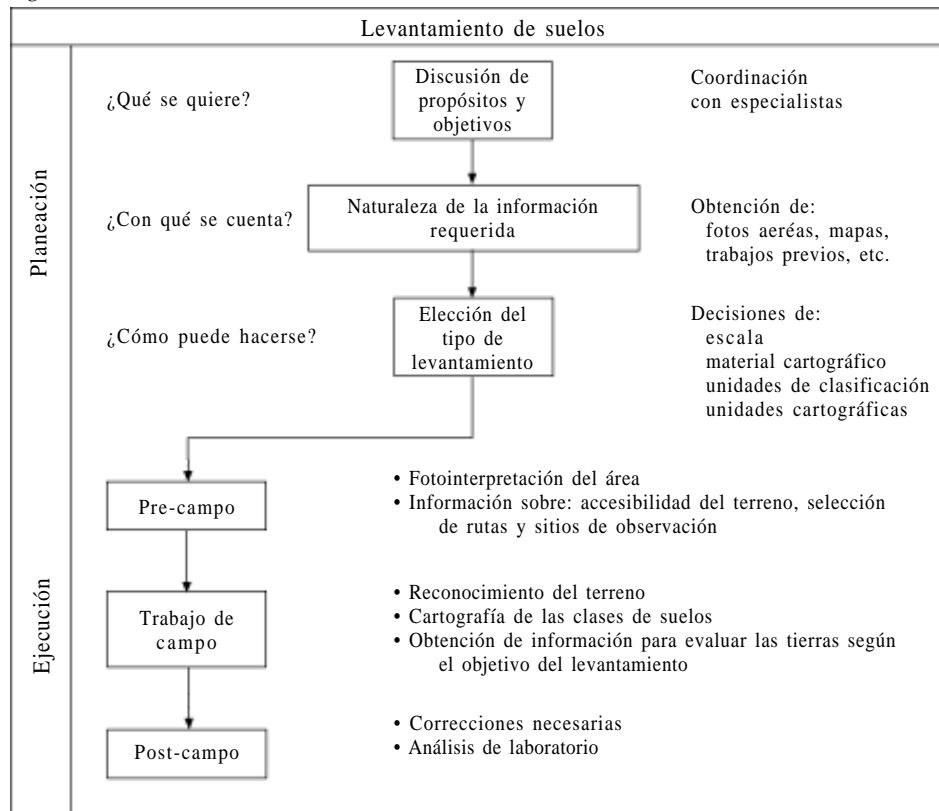 Levantamiento de suelos
Planeación
¿Qué se quiere?
Discusión de
propósitos y
objetivos
Coordinación
con especialistas
¿Con qué se cuenta?
Naturaleza de la información
requerida
Obtención de:
fotos aeréas, mapas,
trabajos previos, etc.
¿Cómo puede hacerse?
Elección del
tipo de
levantamiento
Decisiones de:
escala
material cartográfico
unidades de clasificación
unidades cartográficas
Ejecución
Pre-campo
• Fotointerpretación del área
• Información sobre: accesibilidad del terreno, selección
de rutas y sitios de observación
Trabajo de
campo
• Reconocimiento del terreno
• Cartografía de las clases de suelos
• Obtención de información para evaluar las tierras según
el objetivo del levantamiento
Post-campo
• Correcciones necesarias
• Análisis de laboratorio